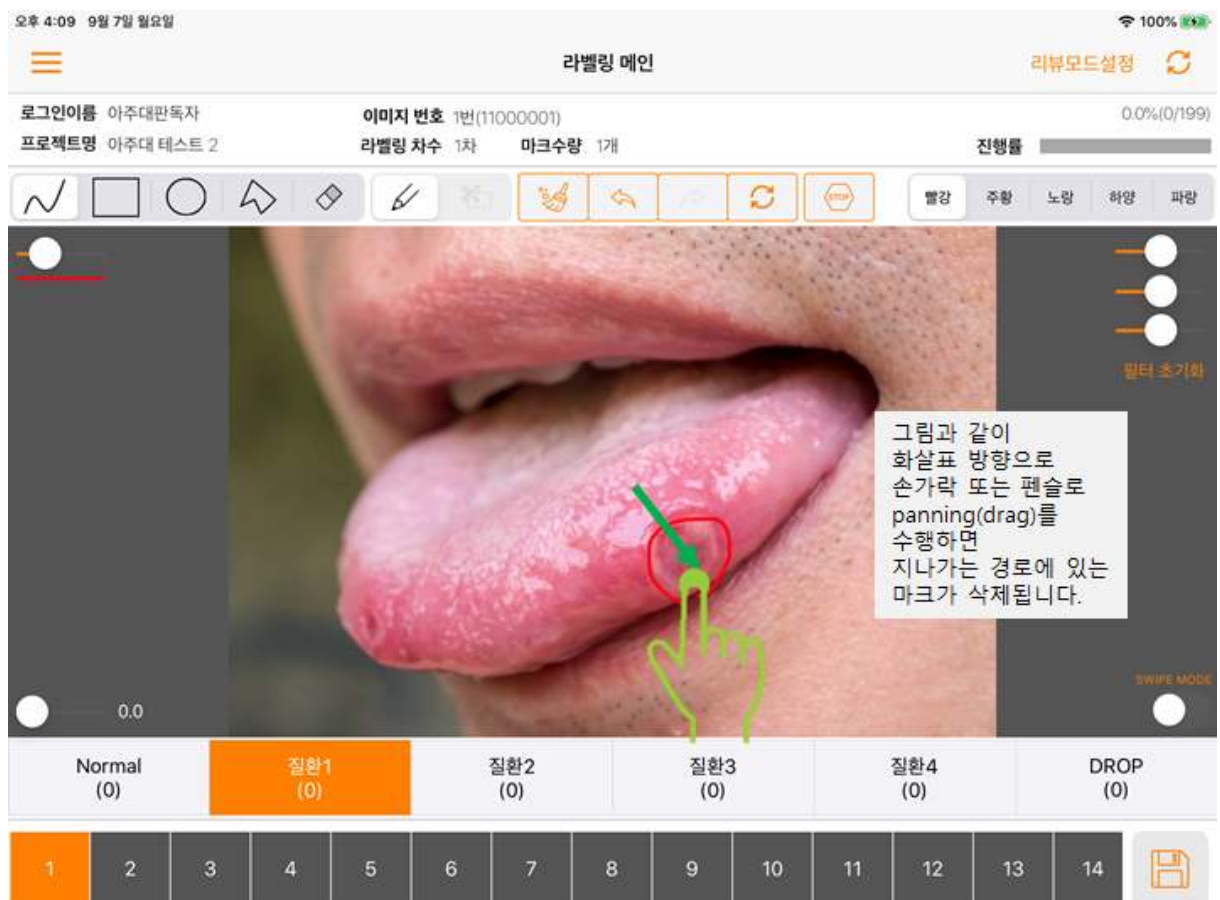 오후 4:09 9월 7일 월요일
100%
라벨링 메인
리뷰모드설정
로그인이름 아주대판독자
이미지 번호 1번(11000001)
0.0%(0/199)
프로젝트명 아주대 테스트 2
라벨링 차수 1차 마크수량 1개
진행률
STOP
빨강 주황 노랑 하양 파랑
필터 초기화
그림과 같이
화살표 방향으로
손가락 또는 펜슬로
panning(drag)를
수행하면
지나가는 경로에 있는
마크가 삭제됩니다.
SWIPE MODE
0.0
Normal 질환1 질환2 질환3 질환4 DROP
(0) (0) (0) (0) (0) (0)
1 2 3 4 5 6 7 8 9 10 11 12 13 14